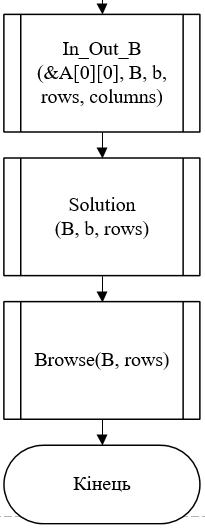 In_Out_B
(&A[0][0], B, b,
rows, columns)
Solution
(B, b, rows)
Browse(B, rows)
Кінець